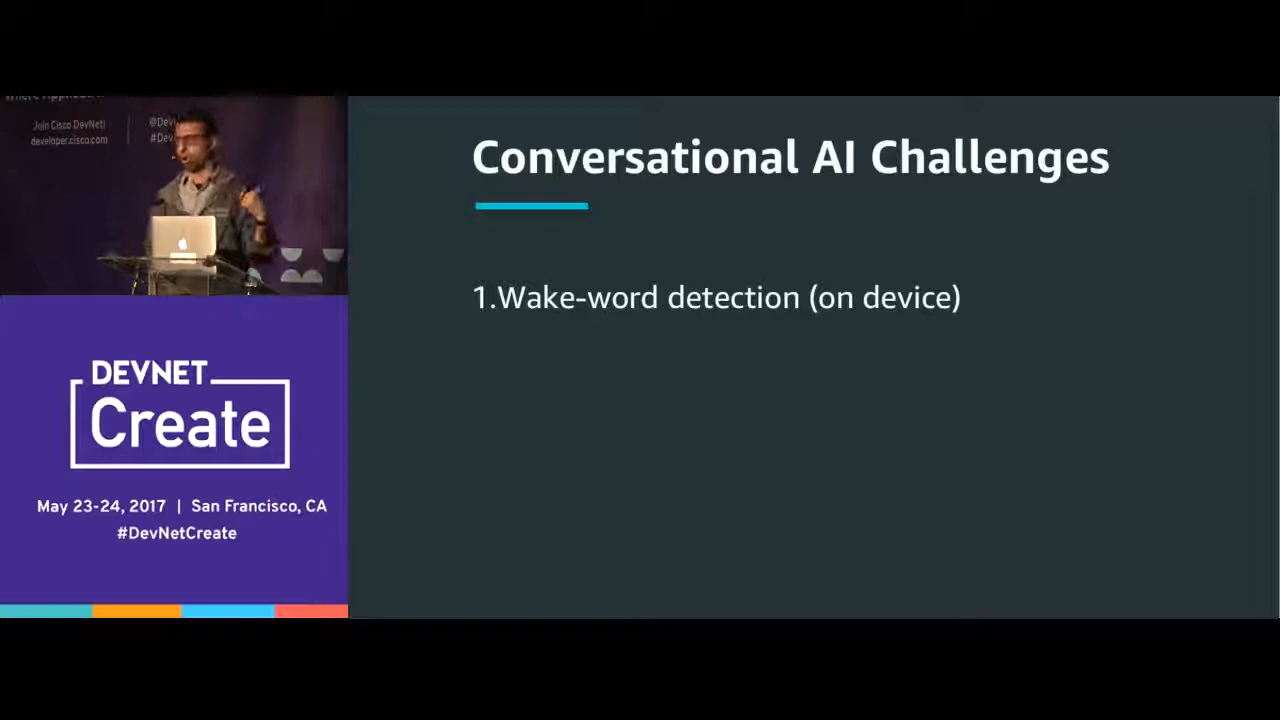 Join Cisco DevNet!
developer.cisco.com
Conversational AI Challenges
1.Wake-word detection (on device)
DEVNET
Create
May 23-24, 2017 | San Francisco, CA
#DevNetCreate